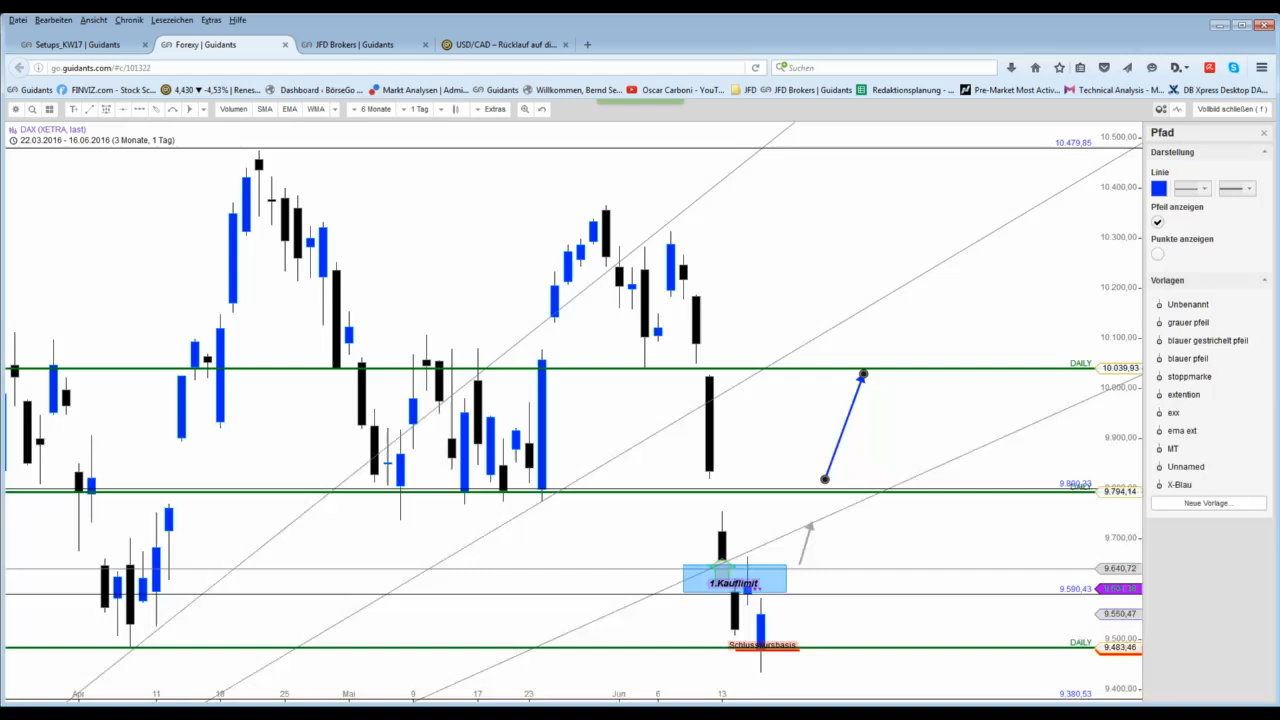 Datei Bearbeiten Ansicht Chronik Lesezeichen Extras Hilfe
Setups_KW17 | Guidants × Forexy | Guidants × JFD Brokers | Guidants × USD/CAD – Rücklauf auf di... × +
go.guidants.com/#c/101322 Suchen
Guidants FINVIZ.com - Stock Sc... 4,430 ▼ -4,53% | Renes... Dashboard - BörseGo ... Markt Analysen | Admi... Guidants Willkommen, Bernd Se... Oscar Carboni - YouT... JFD JFD Brokers | Guidants Redaktionsplanung - ... Pre-Market Most Activ... Technical Analysis - M... DB Xpress Desktop DA...
Volumen SMA EMA WMA 6 Monate 1 Tag Extras Vollbild schließen ( f )
DAX (XETRA, last)
22.03.2016 - 16.06.2016 (3 Monate, 1 Tag)
10.500,00
10.479,85
10.400,00
10.300,00
10.200,00
10.100,00
DAILY 10.039,93
10.000,00
9.900,00
DAILY 9.794,14
9.700,00
9.640,72
1.Kauflimit
9.590,43
9.550,47
9.500,00
Schlusskursbasis
DAILY 9.483,46
9.400,00
Apr 11 18 25 Mai 9 17 23 Jun 6 13
9.380,53
Pfad ×
Darstellung
Linie
Pfeil anzeigen
Punkte anzeigen
Vorlagen
Unbenannt
grauer pfeil
blauer gestrichelt pfeil
blauer pfeil
stoppmarke
extention
exx
ema ext
MT
Unnamed
X-Blau
Neue Vorlage...